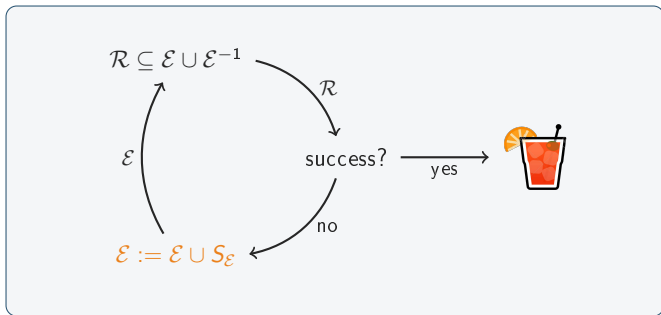 ℛ ⊆ ℰ ∪ ℰ⁻¹
ℛ
ℰ
success?
yes
no
ℰ := ℰ ∪ S_ℰ